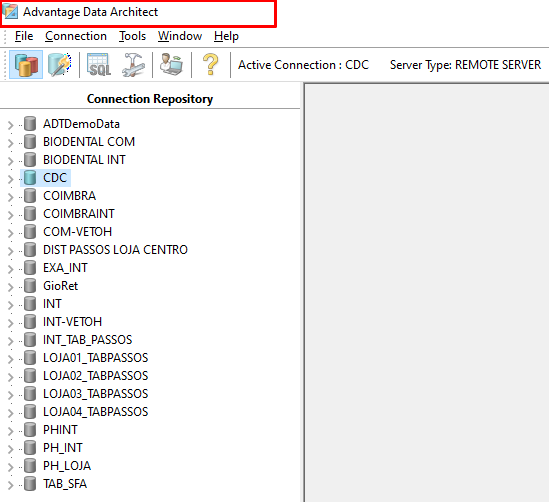 Advantage Data Architect
File Connection Tools Window Help
SQL ? Active Connection : CDC Server Type: REMOTE SERVER
Connection Repository
ADTDemoData
BIODENTAL COM
BIODENTAL INT
CDC
COIMBRA
COIMBRAINT
COM-VETOH
DIST PASSOS LOJA CENTRO
EXA_INT
GioRet
INT
INT-VETOH
INT_TAB_PASSOS
LOJA01_TABPASSOS
LOJA02_TABPASSOS
LOJA03_TABPASSOS
LOJA04_TABPASSOS
PHINT
PH_INT
PH_LOJA
TAB_SFA